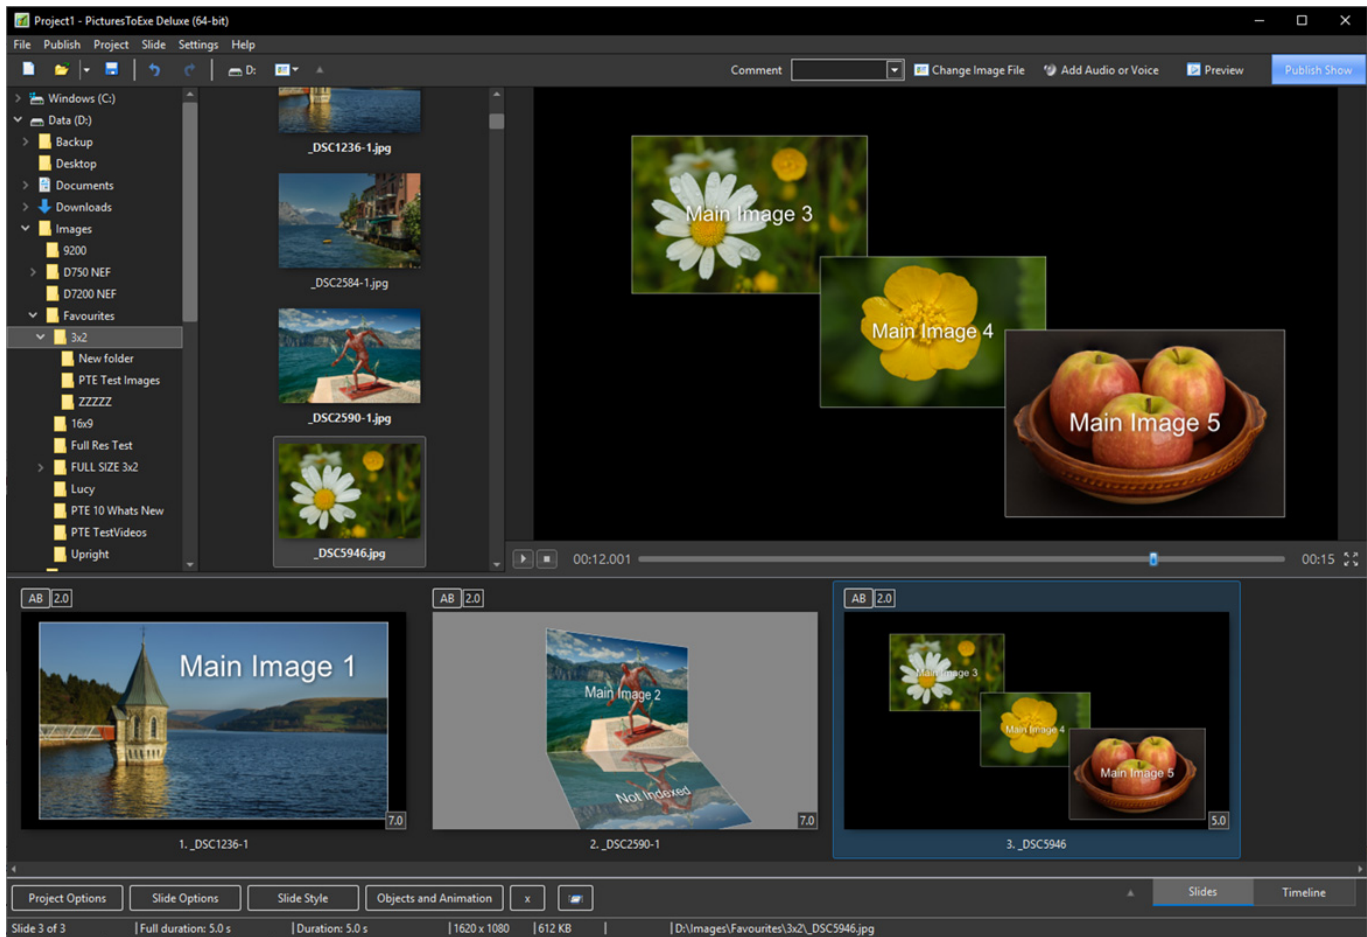 Project1 - PicturesToExe Deluxe (64-bit)
File Publish Project Slide Settings Help
D: Comment Change Image File Add Audio or Voice Preview Publish Show
Windows (C:)
Data (D:)
Backup
Desktop
Documents
Downloads
Images
9200
D750 NEF
D7200 NEF
Favourites
3x2
New folder
PTE Test Images
ZZZZZ
16x9
Full Res Test
FULL SIZE 3x2
Lucy
PTE 10 Whats New
PTE TestVideos
Upright
_DSC1236-1.jpg
_DSC2584-1.jpg
_DSC2590-1.jpg
_DSC5946.jpg
Main Image 3
Main Image 4
Main Image 5
00:12.001 00:15
AB 2.0
Main Image 1
7.0
1. _DSC1236-1
AB 2.0
Main Image 2
Not Indexed
7.0
2. _DSC2590-1
AB 2.0
Main Image 3
Main Image 4
Main Image 5
5.0
3. _DSC5946
Project Options Slide Options Slide Style Objects and Animation x Slides Timeline
Slide 3 of 3 | Full duration: 5.0 s | Duration: 5.0 s | 1620 x 1080 | 612 KB | | D:\Images\Favourites\3x2\_DSC5946.jpg